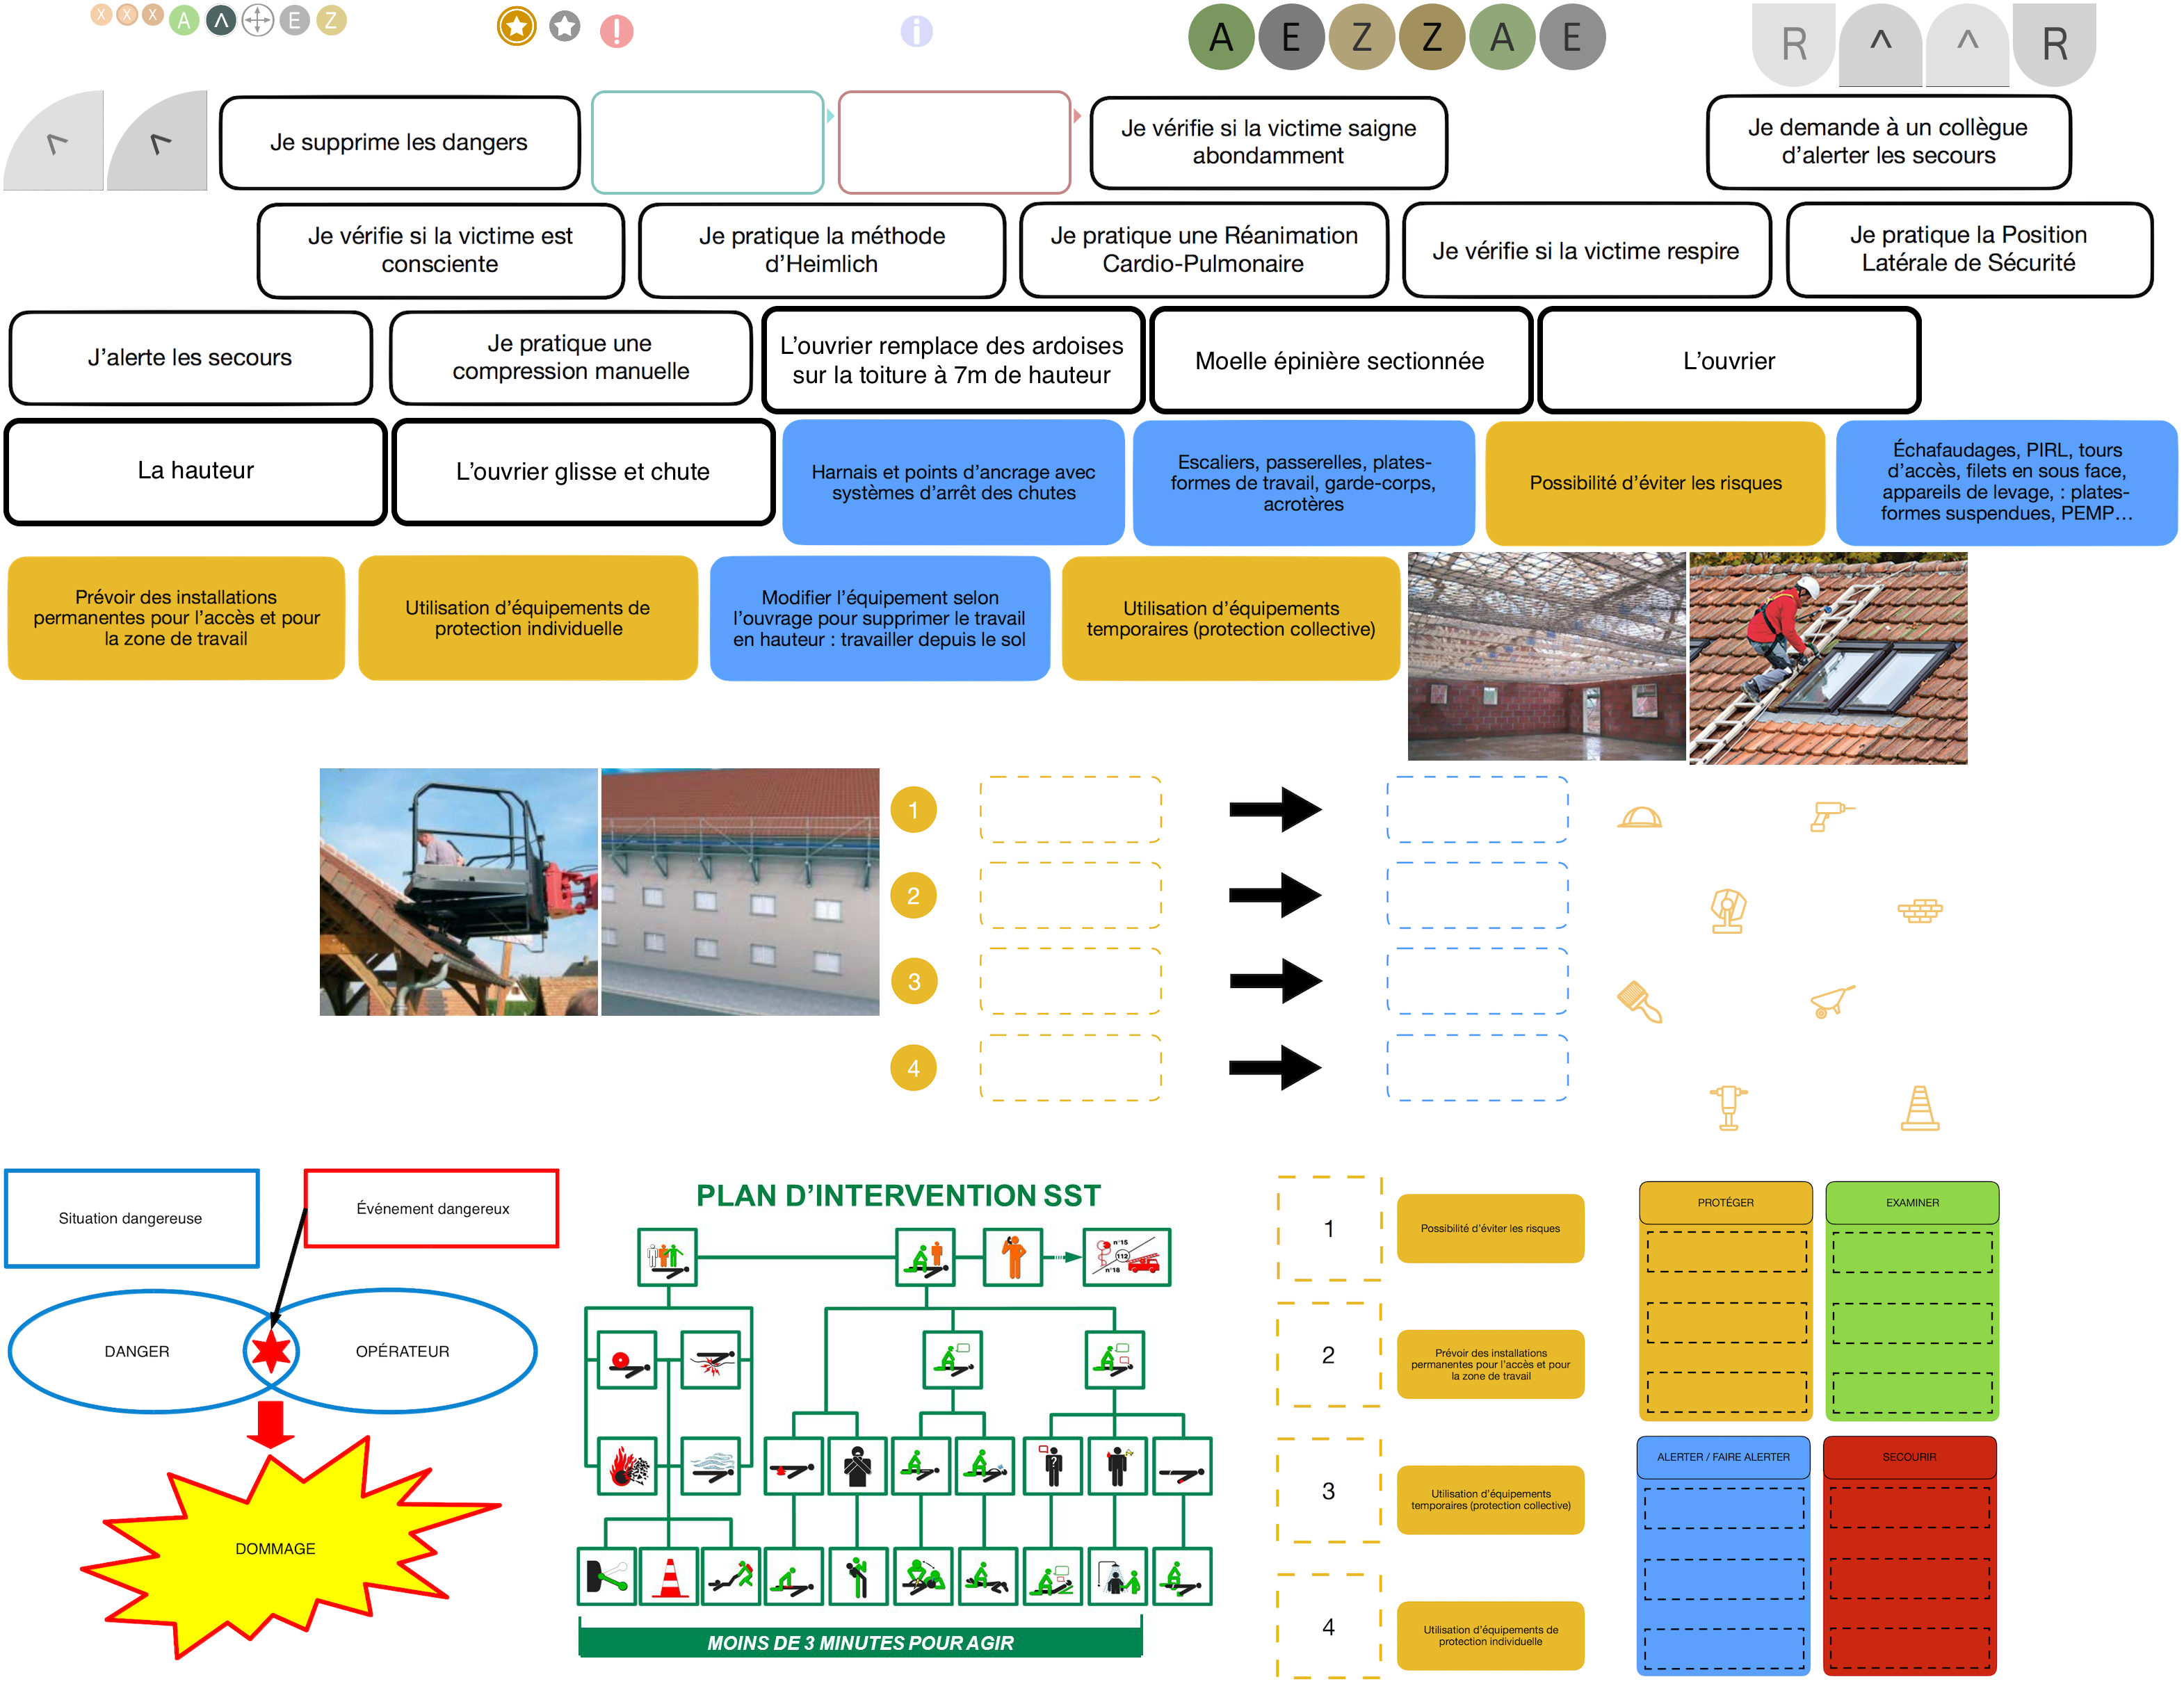 X X X A ^ E Z
! i
A E Z Z A E
R ^ ^ R
< <
Je supprime les dangers
Je vérifie si la victime saigne
abondamment
Je demande à un collègue
d'alerter les secours
Je vérifie si la victime est
consciente
Je pratique la méthode
d'Heimlich
Je pratique une Réanimation
Cardio-Pulmonaire
Je vérifie si la victime respire
Je pratique la Position
Latérale de Sécurité
J'alerte les secours
Je pratique une
compression manuelle
L'ouvrier remplace des ardoises
sur la toiture à 7m de hauteur
Moelle épinière sectionnée
L'ouvrier
La hauteur
L'ouvrier glisse et chute
Harnais et points d'ancrage avec
systèmes d'arrêt des chutes
Escaliers, passerelles, plates-
formes de travail, garde-corps,
acrotères
Possibilité d'éviter les risques
Échafaudages, PIRL, tours
d'accès, filets en sous face,
appareils de levage, : plates-
formes suspendues, PEMP…
Prévoir des installations
permanentes pour l'accès et pour
la zone de travail
Utilisation d'équipements de
protection individuelle
Modifier l'équipement selon
l'ouvrage pour supprimer le travail
en hauteur : travailler depuis le sol
Utilisation d'équipements
temporaires (protection collective)
1
2
3
4
Situation dangereuse
Événement dangereux
DANGER
OPÉRATEUR
DOMMAGE
PLAN D'INTERVENTION SST
n°15
112
n°18
?
MOINS DE 3 MINUTES POUR AGIR
1
Possibilité d'éviter les risques
2
Prévoir des installations
permanentes pour l'accès et pour
la zone de travail
3
Utilisation d'équipements
temporaires (protection collective)
4
Utilisation d'équipements de
protection individuelle
PROTÉGER
EXAMINER
ALERTER / FAIRE ALERTER
SECOURIR